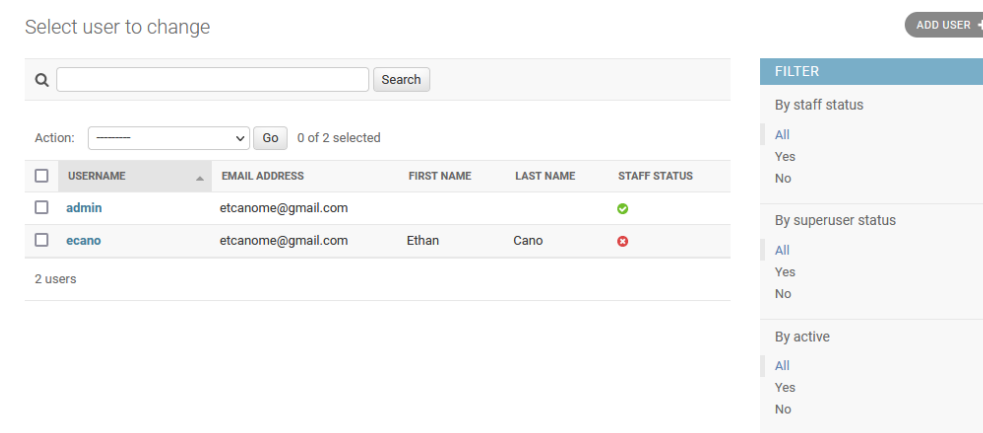 Select user to change
ADD USER +
Search
Action: --------- Go 0 of 2 selected
USERNAME EMAIL ADDRESS FIRST NAME LAST NAME STAFF STATUS
admin etcanome@gmail.com
ecano etcanome@gmail.com Ethan Cano
2 users
FILTER
By staff status
All
Yes
No
By superuser status
All
Yes
No
By active
All
Yes
No